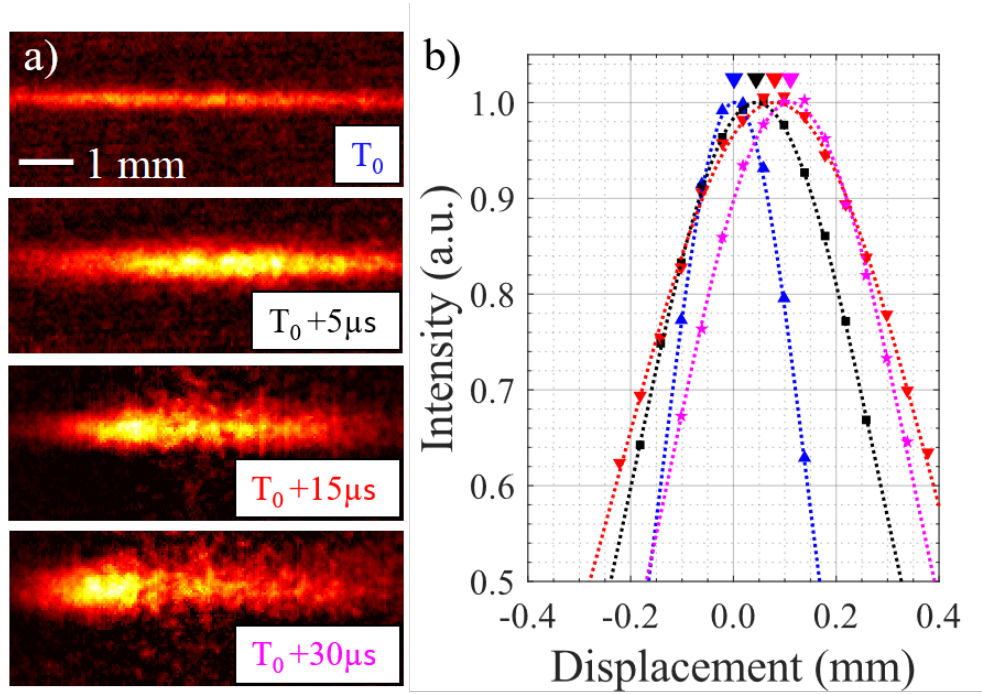 a)
1 mm
T₀
T₀ +5μs
T₀ +15μs
T₀ +30μs
b)
Intensity (a.u.)
1.0
0.9
0.8
0.7
0.6
0.5
-0.4 -0.2 0.0 0.2 0.4
Displacement (mm)